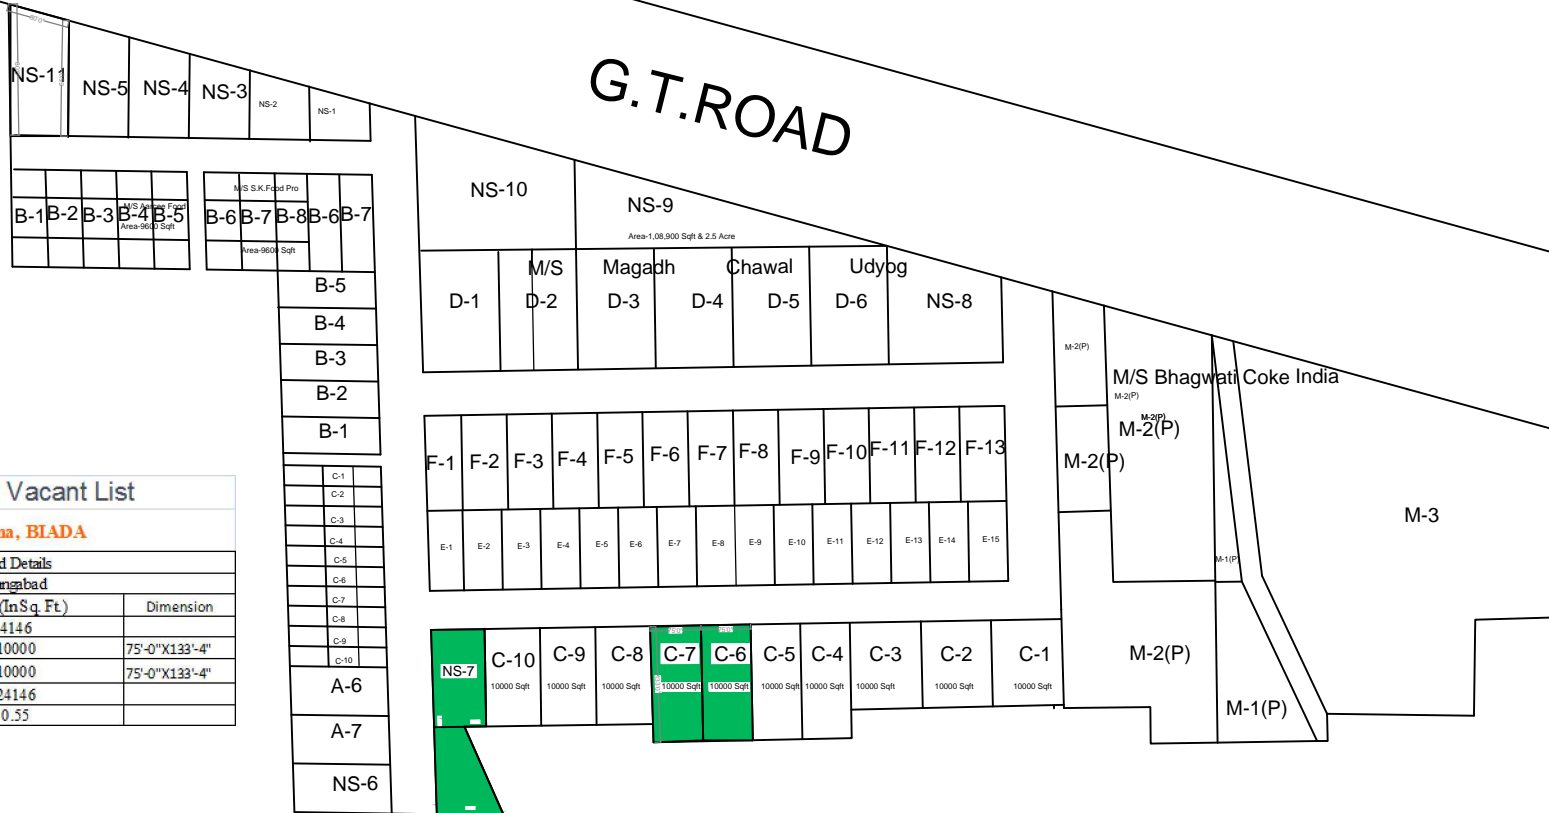 G.T.ROAD
NS-11
NS-5
NS-4
NS-3
NS-2
NS-1
M/S S.K.Food Pro
B-1
B-2
B-3
B-4
B-5
M/S Aarcee Food
Area-9600 Sqft
B-6
B-7
B-8
B-6
B-7
Area-9600 Sqft
NS-10
NS-9
Area-1,08,900 Sqft & 2.5 Acre
M/S Magadh Chawal Udyog
D-1
D-2
D-3
D-4
D-5
D-6
NS-8
B-5
B-4
B-3
B-2
B-1
M-2(P)
M/S Bhagwati Coke India
M-2(P)
M-2(P)
M-2(P)
M-2(P)
M-3
M-1(P)
F-1
F-2
F-3
F-4
F-5
F-6
F-7
F-8
F-9
F-10
F-11
F-12
F-13
E-1
E-2
E-3
E-4
E-5
E-6
E-7
E-8
E-9
E-10
E-11
E-12
E-13
E-14
E-15
C-1
C-2
C-3
C-4
C-5
C-6
C-7
C-8
C-9
C-10
A-6
A-7
NS-6
NS-7
C-10
10000 Sqft
C-9
10000 Sqft
C-8
10000 Sqft
C-7
10000 Sqft
C-6
10000 Sqft
C-5
10000 Sqft
C-4
10000 Sqft
C-3
10000 Sqft
C-2
10000 Sqft
C-1
10000 Sqft
M-2(P)
M-1(P)
Vacant List
na, BIADA
d Details
ngabad
(In Sq. Ft.) Dimension
4146
10000 75'-0"X133'-4"
10000 75'-0"X133'-4"
24146
0.55